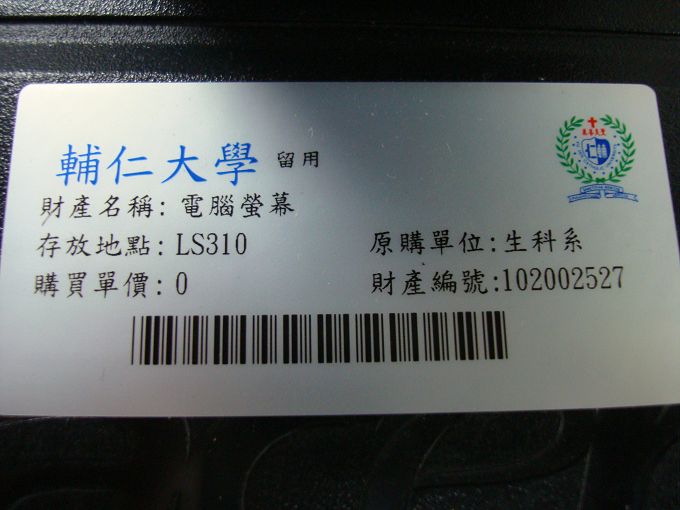 輔仁大學 留用
財產名稱: 電腦螢幕
存放地點: LS310 原購單位: 生科系
購買單價: 0 財產編號:102002527